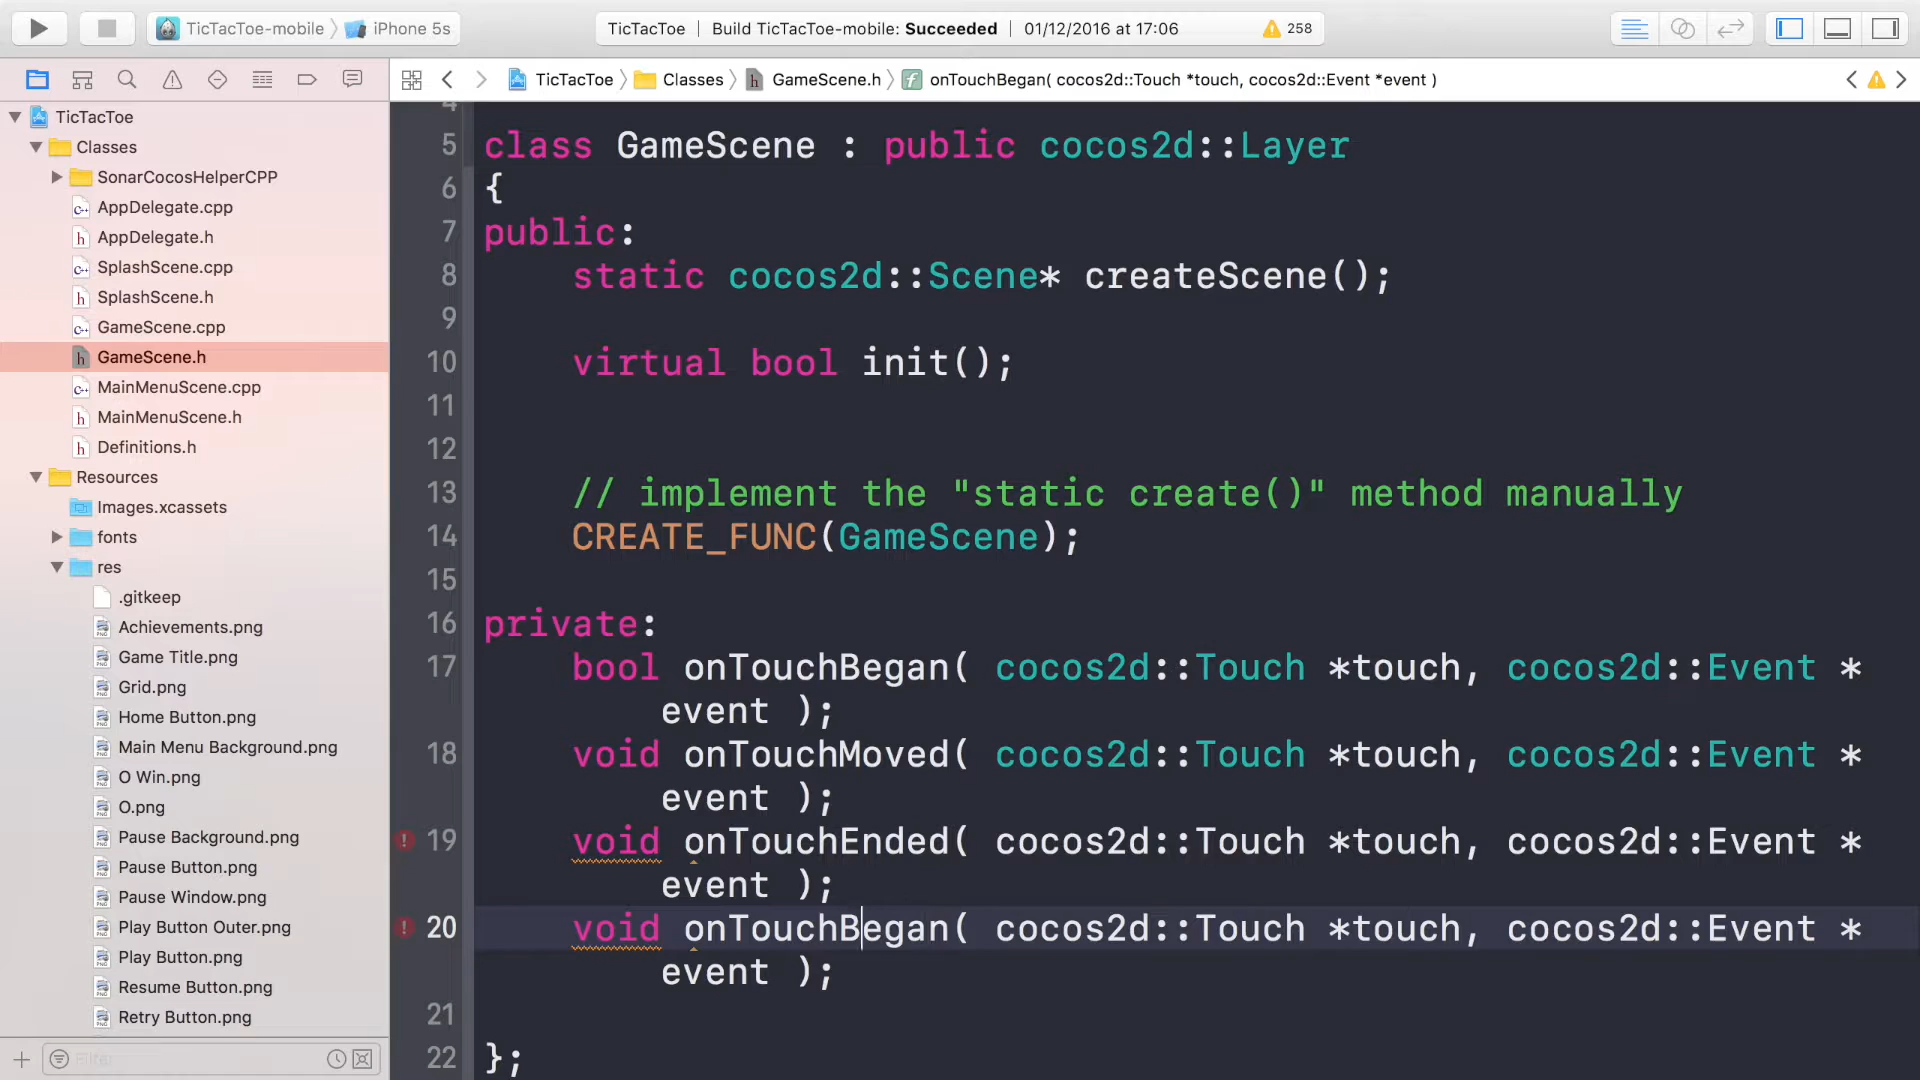 TicTacToe-mobile 〉 iPhone 5s
TicTacToe | Build TicTacToe-mobile: Succeeded | 01/12/2016 at 17:06 258
TicTacToe 〉 Classes 〉 GameScene.h 〉 onTouchBegan( cocos2d::Touch *touch, cocos2d::Event *event )
TicTacToe
Classes
SonarCocosHelperCPP
AppDelegate.cpp
AppDelegate.h
SplashScene.cpp
SplashScene.h
GameScene.cpp
GameScene.h
MainMenuScene.cpp
MainMenuScene.h
Definitions.h
Resources
Images.xcassets
fonts
res
.gitkeep
Achievements.png
Game Title.png
Grid.png
Home Button.png
Main Menu Background.png
O Win.png
O.png
Pause Background.png
Pause Button.png
Pause Window.png
Play Button Outer.png
Play Button.png
Resume Button.png
Retry Button.png
Filter
4
5 class GameScene : public cocos2d::Layer
6 {
7 public:
8 static cocos2d::Scene* createScene();
9
10 virtual bool init();
11
12
13 // implement the "static create()" method manually
14 CREATE_FUNC(GameScene);
15
16 private:
17 bool onTouchBegan( cocos2d::Touch *touch, cocos2d::Event *
event );
18 void onTouchMoved( cocos2d::Touch *touch, cocos2d::Event *
event );
19 void onTouchEnded( cocos2d::Touch *touch, cocos2d::Event *
event );
20 void onTouchBegan( cocos2d::Touch *touch, cocos2d::Event *
event );
21
22 };